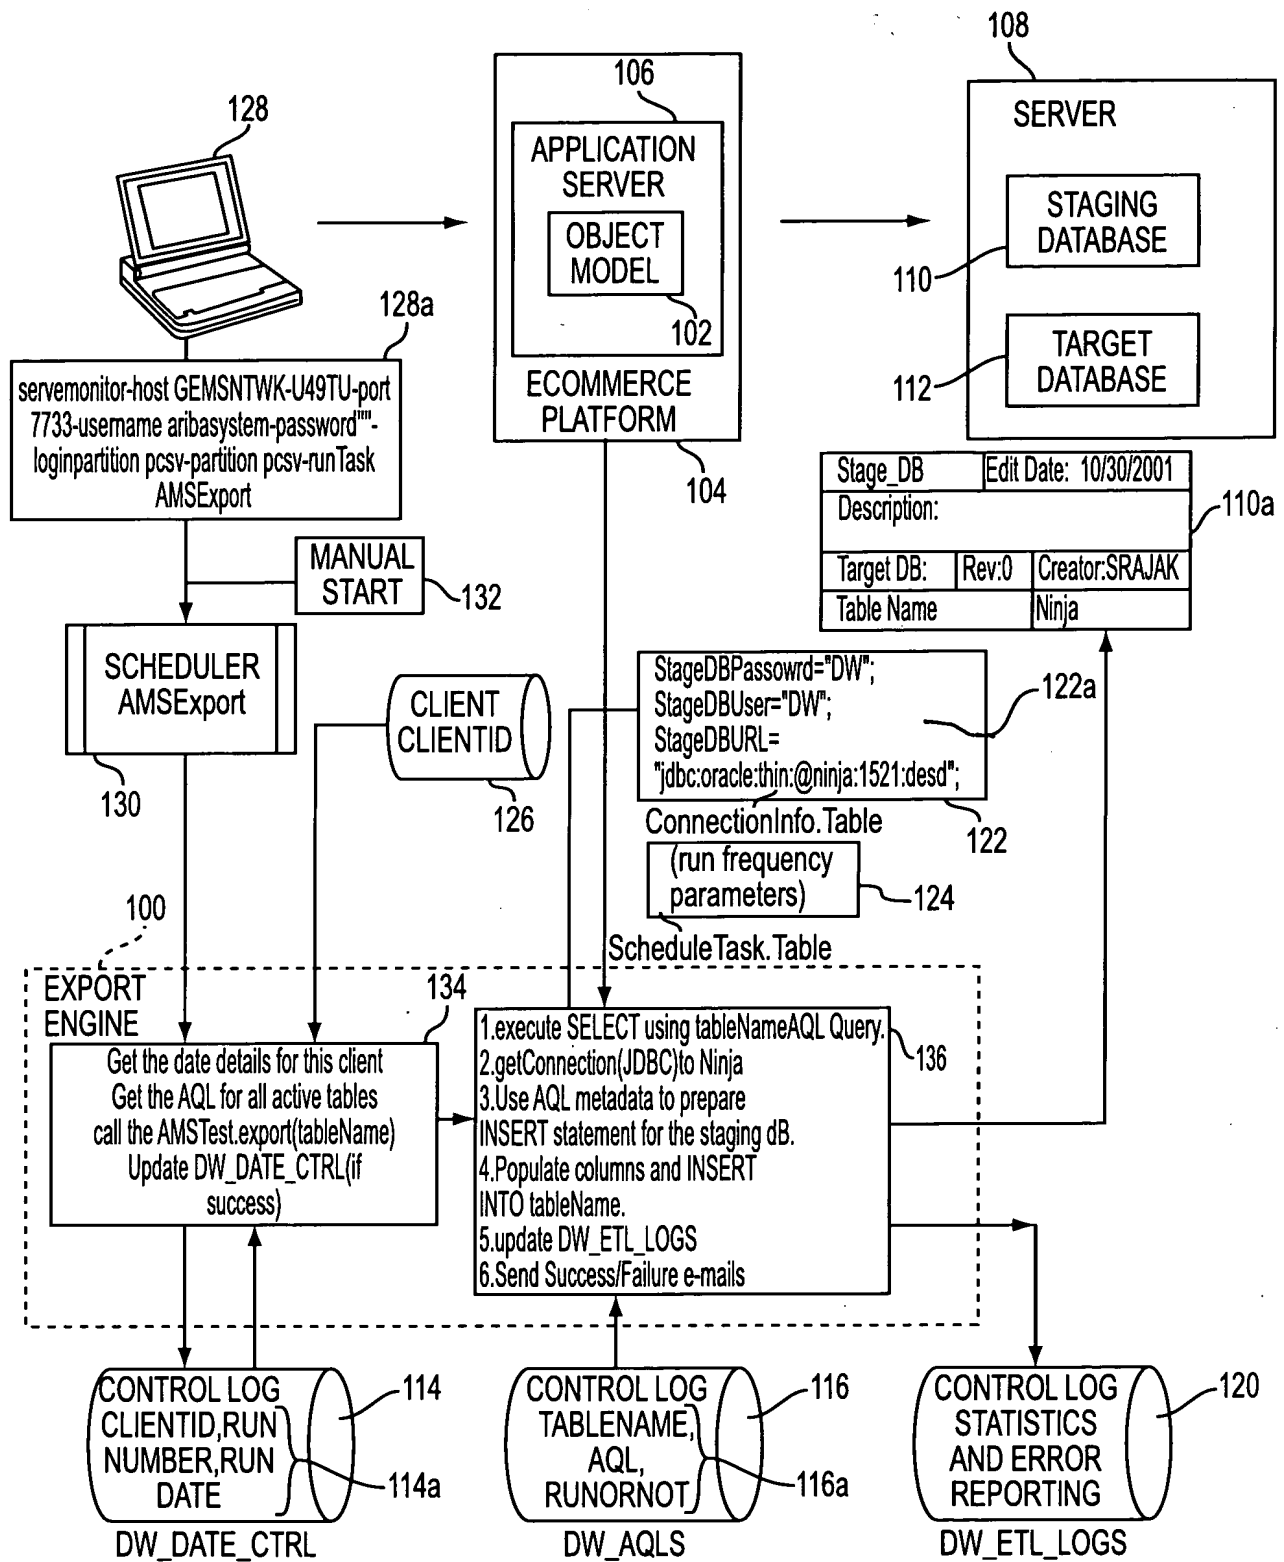 108
106
128
SERVER
APPLICATION
SERVER
STAGING
DATABASE
OBJECT
MODEL
110
128a
102
TARGET
DATABASE
112
servemonitor-host GEMSNTWK-U49TU-port
7733-username aribasystem-password""-
loginpartition pcsv-partition pcsv-runTask
AMSExport
ECOMMERCE
PLATFORM
104
Stage_DB
Edit Date: 10/30/2001
Description:
110a
Target DB:
Rev:0
Creator:SRAJAK
Table Name
Ninja
MANUAL
START
132
SCHEDULER
AMSExport
130
CLIENT
CLIENTID
126
StageDBPassowrd="DW";
StageDBUser="DW";
StageDBURL=
"jdbc:oracle:thin:@ninja:1521:desd";
122a
ConnectionInfo.Table
122
(run frequency
parameters)
124
ScheduleTask.Table
100
EXPORT
ENGINE
134
Get the date details for this client
Get the AQL for all active tables
call the AMSTest.export(tableName)
Update DW_DATE_CTRL(if
success)
1.execute SELECT using tableNameAQL Query.
2.getConnection(JDBC)to Ninja
3.Use AQL metadata to prepare
INSERT statement for the staging dB.
4.Populate columns and INSERT
INTO tableName.
5.update DW_ETL_LOGS
6.Send Success/Failure e-mails
136
CONTROL LOG
CLIENTID,RUN
NUMBER,RUN
DATE
114
114a
DW_DATE_CTRL
CONTROL LOG
TABLENAME,
AQL,
RUNORNOT
116
116a
DW_AQLS
CONTROL LOG
STATISTICS
AND ERROR
REPORTING
120
DW_ETL_LOGS